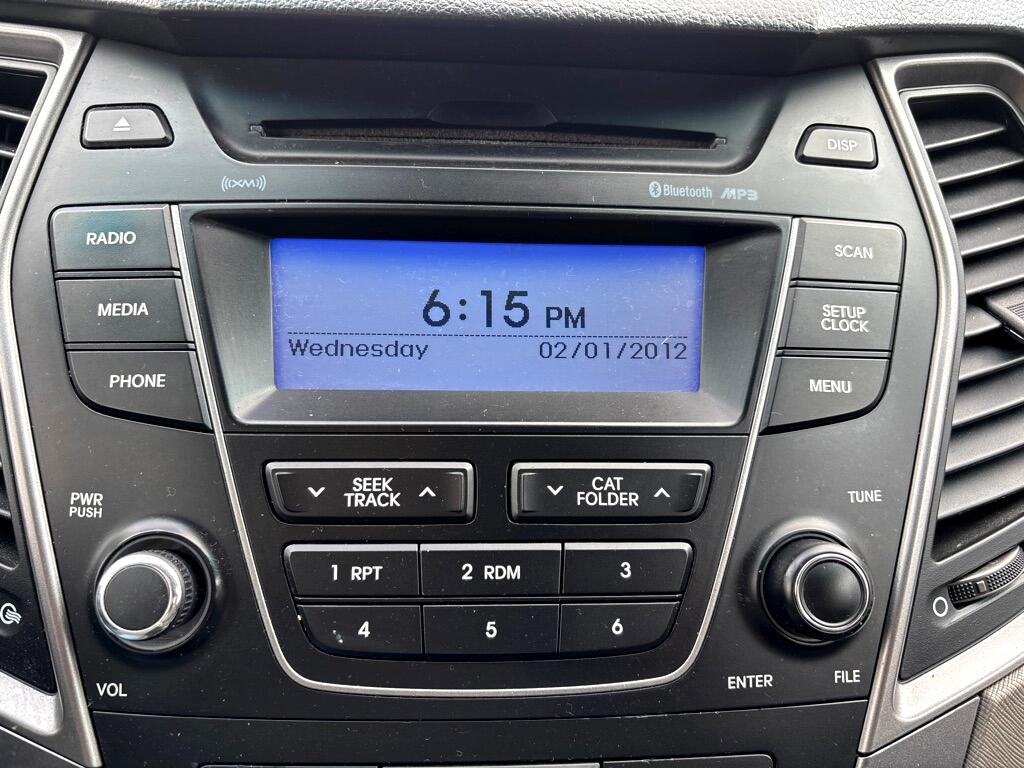 DISP
((XM))
Bluetooth MP3
RADIO
SCAN
MEDIA
SETUP
CLOCK
PHONE
MENU
6:15 PM
Wednesday 02/01/2012
SEEK
TRACK
CAT
FOLDER
PWR
PUSH
TUNE
1 RPT
2 RDM
3
4
5
6
VOL
ENTER
FILE